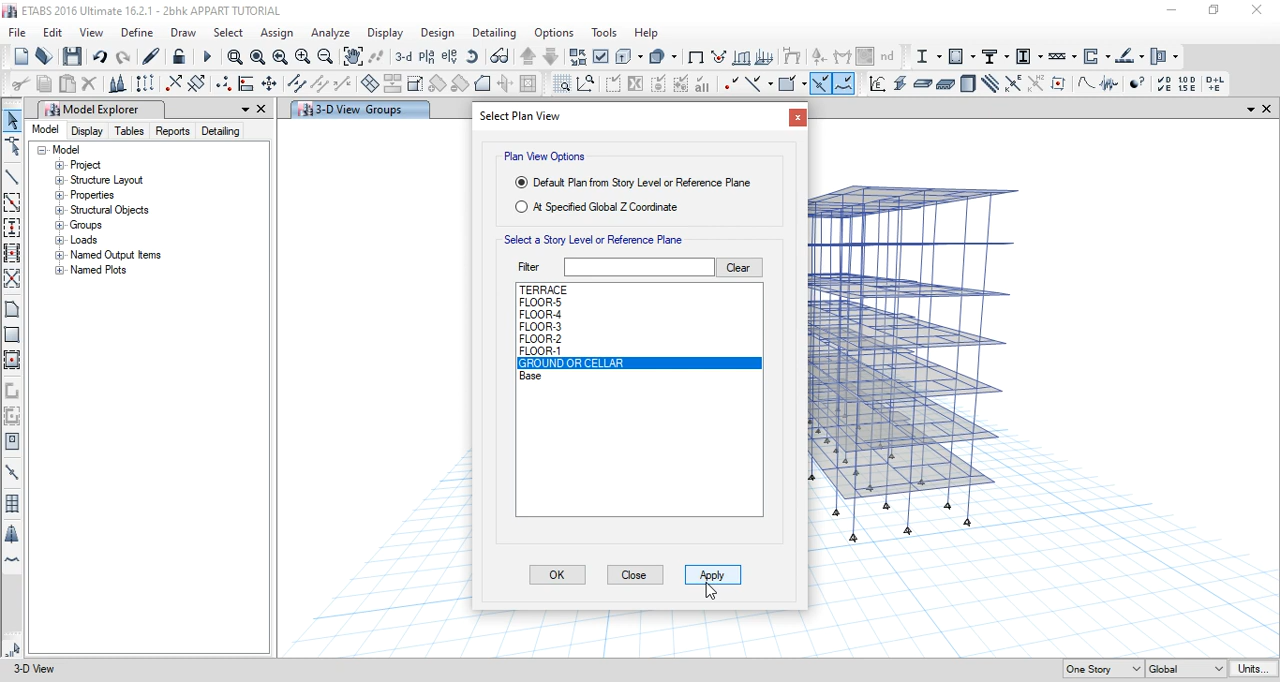 ETABS 2016 Ultimate 16.2.1 - 2bhk APPART TUTORIAL
File Edit View Define Draw Select Assign Analyze Display Design Detailing Options Tools Help
3-d pla ele nd
all
Model Explorer
3-D View Groups
Model Display Tables Reports Detailing
Model
Project
Structure Layout
Properties
Structural Objects
Groups
Loads
Named Output Items
Named Plots
Select Plan View
Plan View Options
Default Plan from Story Level or Reference Plane
At Specified Global Z Coordinate
Select a Story Level or Reference Plane
Filter Clear
TERRACE
FLOOR-5
FLOOR-4
FLOOR-3
FLOOR-2
FLOOR-1
GROUND OR CELLAR
Base
OK Close Apply
3-D View One Story Global Units...